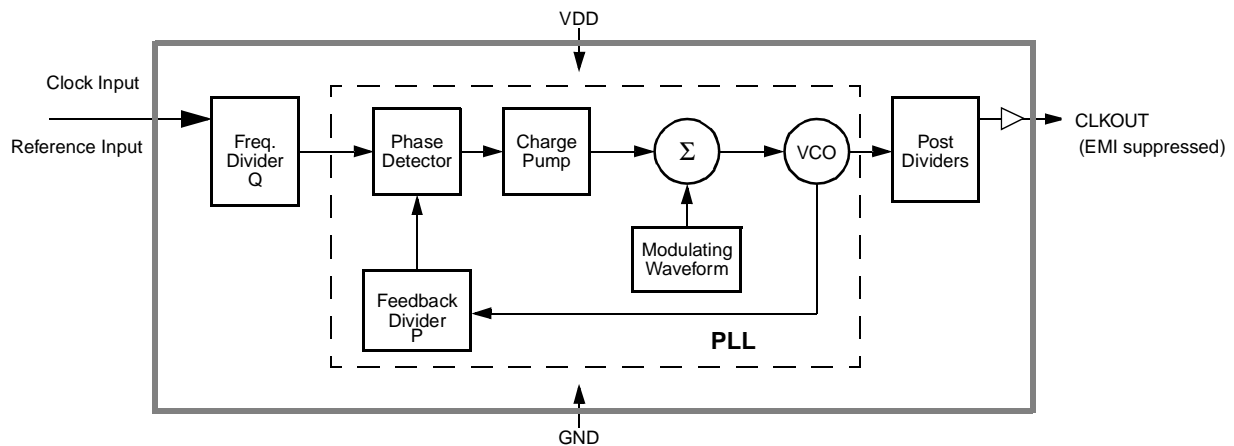 VDD
Clock Input
Reference Input
Freq.
Divider
Q
Phase
Detector
Charge
Pump
Σ
VCO
Post
Dividers
CLKOUT
(EMI suppressed)
Modulating
Waveform
Feedback
Divider
P
PLL
GND